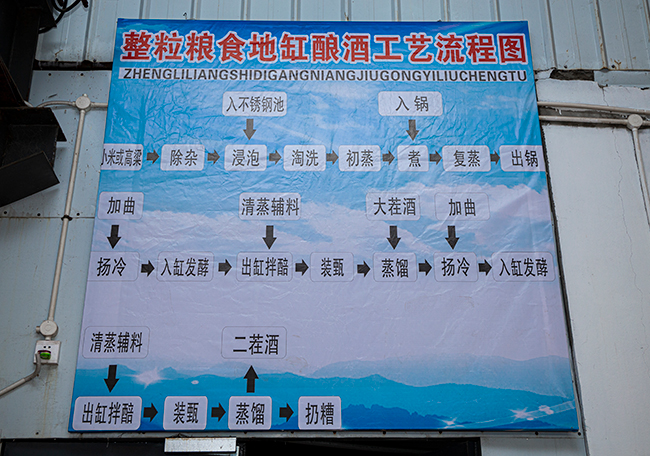 整粒粮食地缸酿酒工艺流程图
ZHENGLILIANGSHIDIGANGNIANGJIUGONGYILIUCHENGTU
入不锈钢池 入锅
小米或高粱 除杂 浸泡 淘洗 初蒸 煮 复蒸 出锅
加曲 清蒸辅料 大茬酒 加曲
扬冷 入缸发酵 出缸拌醅 装甑 蒸馏 扬冷 入缸发酵
清蒸辅料 二茬酒
出缸拌醅 装甑 蒸馏 扔糟